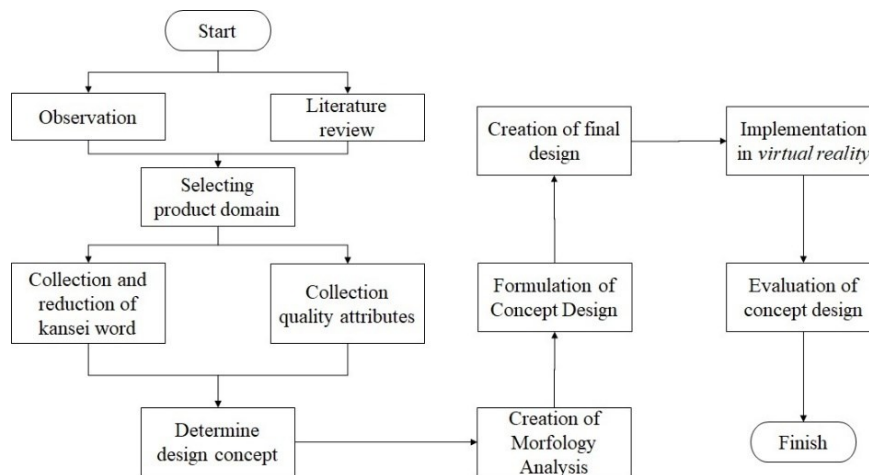 Start
Observation
Literature
review
Selecting
product domain
Collection and
reduction of
kansei word
Collection
quality attributes
Determine
design concept
Creation of
Morfology
Analysis
Formulation of
Concept Design
Creation of final
design
Implementation
in virtual reality
Evaluation of
concept design
Finish